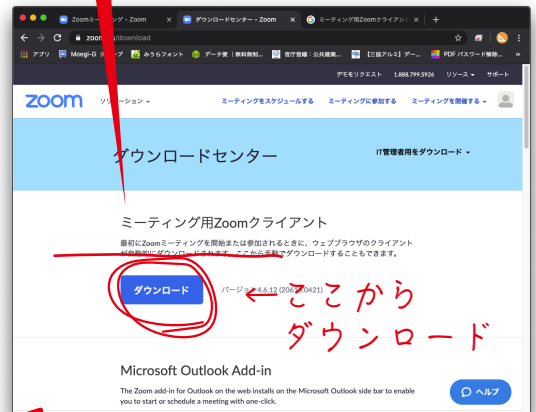 Zoomミーティング - Zoom
ダウンロードセンター - Zoom
ミーティング用Zoomクライアント
zoom
/download
アプリ
Moegi-G
みらさフォント
データ便｜無料無制...
官庁営繕：公共建築...
【三協アルミ】デー...
PDF パスワード解除...
デモをリクエスト 1.888.799.5926 リソース サポート
zoom
ミーティングをスケジュールする ミーティングに参加する ミーティングを開催する
ダウンロードセンター
IT管理者用をダウンロード
ミーティング用Zoomクライアント
最初にZoomミーティングを開始または参加されるときに、ウェブブラウザのクライアント
が自動的にダウンロードされます。ここから手動でダウンロードすることもできます。
ダウンロード
バージョン 4.6.12 (20615.0421)
←ここから
ダウンロード
Microsoft Outlook Add-in
The Zoom add-in for Outlook on the web installs on the Microsoft Outlook side bar to enable
you to start or schedule a meeting with one-click.
ヘルプ